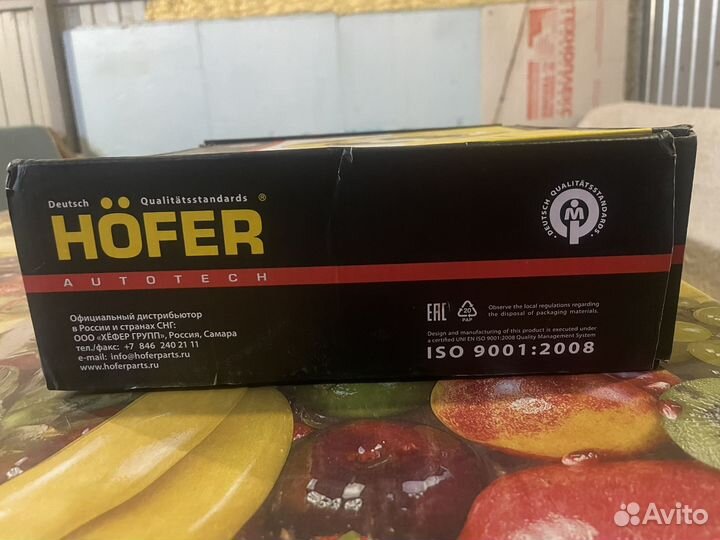 Deutsch Qualitätsstandards ®
HÖFER
AUTOTECH
Официальный дистрибьютор
в России и странах СНГ:
ООО «ХЁФЕР ГРУПП», Россия, Самара
тел./факс: +7 846 240 21 11
e-mail: info@hoferparts.ru
www.hoferparts.ru
DEUTSCH QUALITÄTSSTANDARDS
M
EAC
20
PAP
Observe the local regulations regarding
the disposal of packaging materials.
Design and manufacturing of this product is executed under
a certified UNI EN ISO 9001:2008 Quality Management System
ISO 9001:2008
Avito